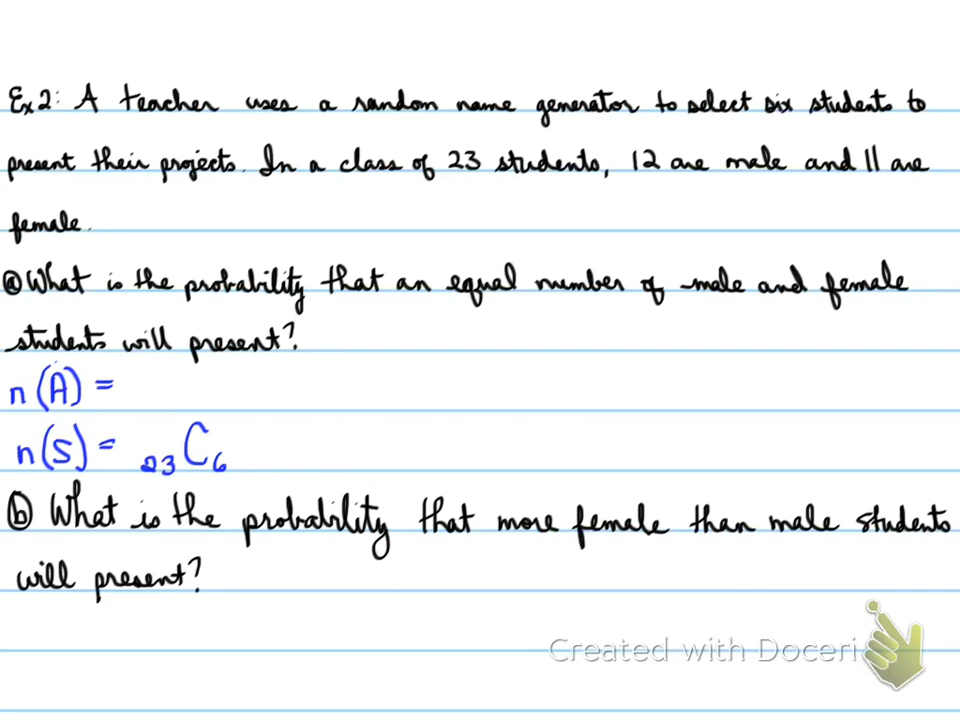 Ex2: A teacher uses a random name generator to select six students to
present their projects. In a class of 23 students, 12 are male and 11 are
female.
ⓐ What is the probability that an equal number of male and female
students will present?
n(A) =
n(S) = ₂₃C₆
ⓑ What is the probability that more female than male students
will present?
Created with Doceri